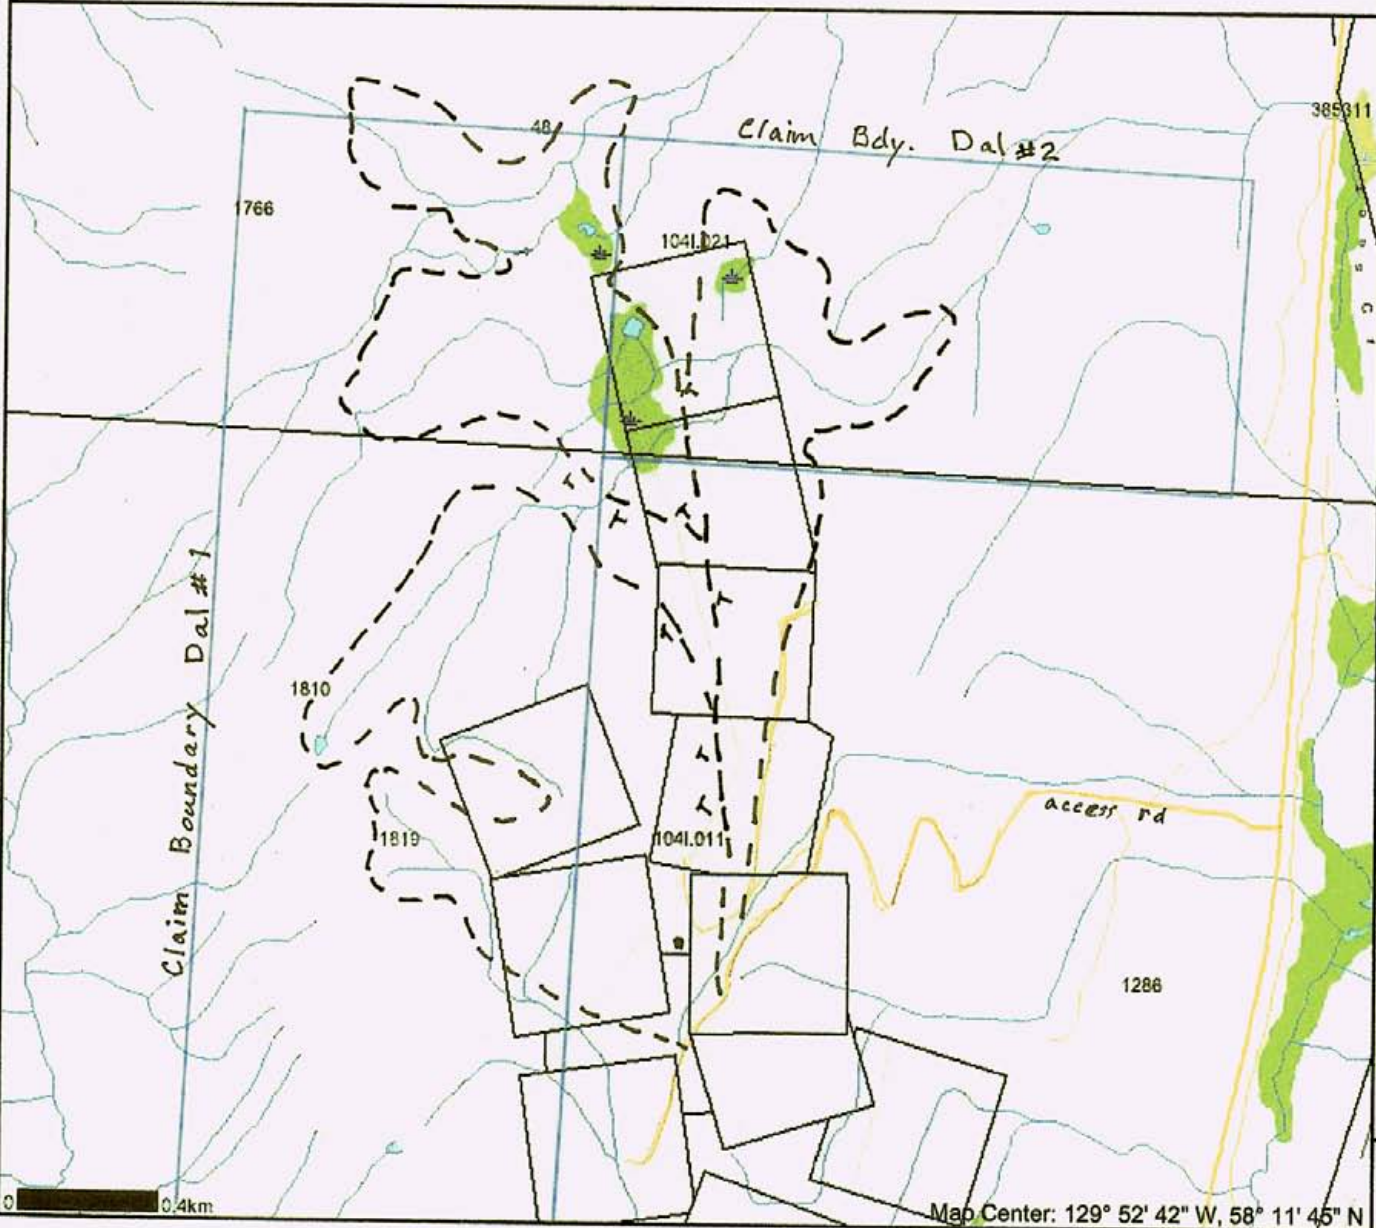 385311
48
Claim Bdy. Dal #2
1766
104I.021
Claim Boundary Dal #1
1810
access rd
1819
104I.011
1286
0
0.4km
Map Center: 129° 52' 42" W, 58° 11' 45" N